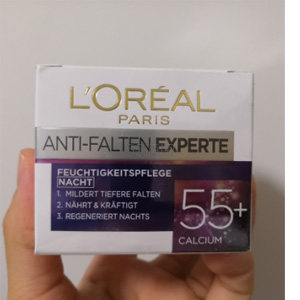 L'ORÉAL
PARIS
ANTI-FALTEN EXPERTE
FEUCHTIGKEITSPFLEGE
NACHT
1. MILDERT TIEFERE FALTEN
2. NÄHRT & KRÄFTIGT
3. REGENERIERT NACHTS
55+
CALCIUM